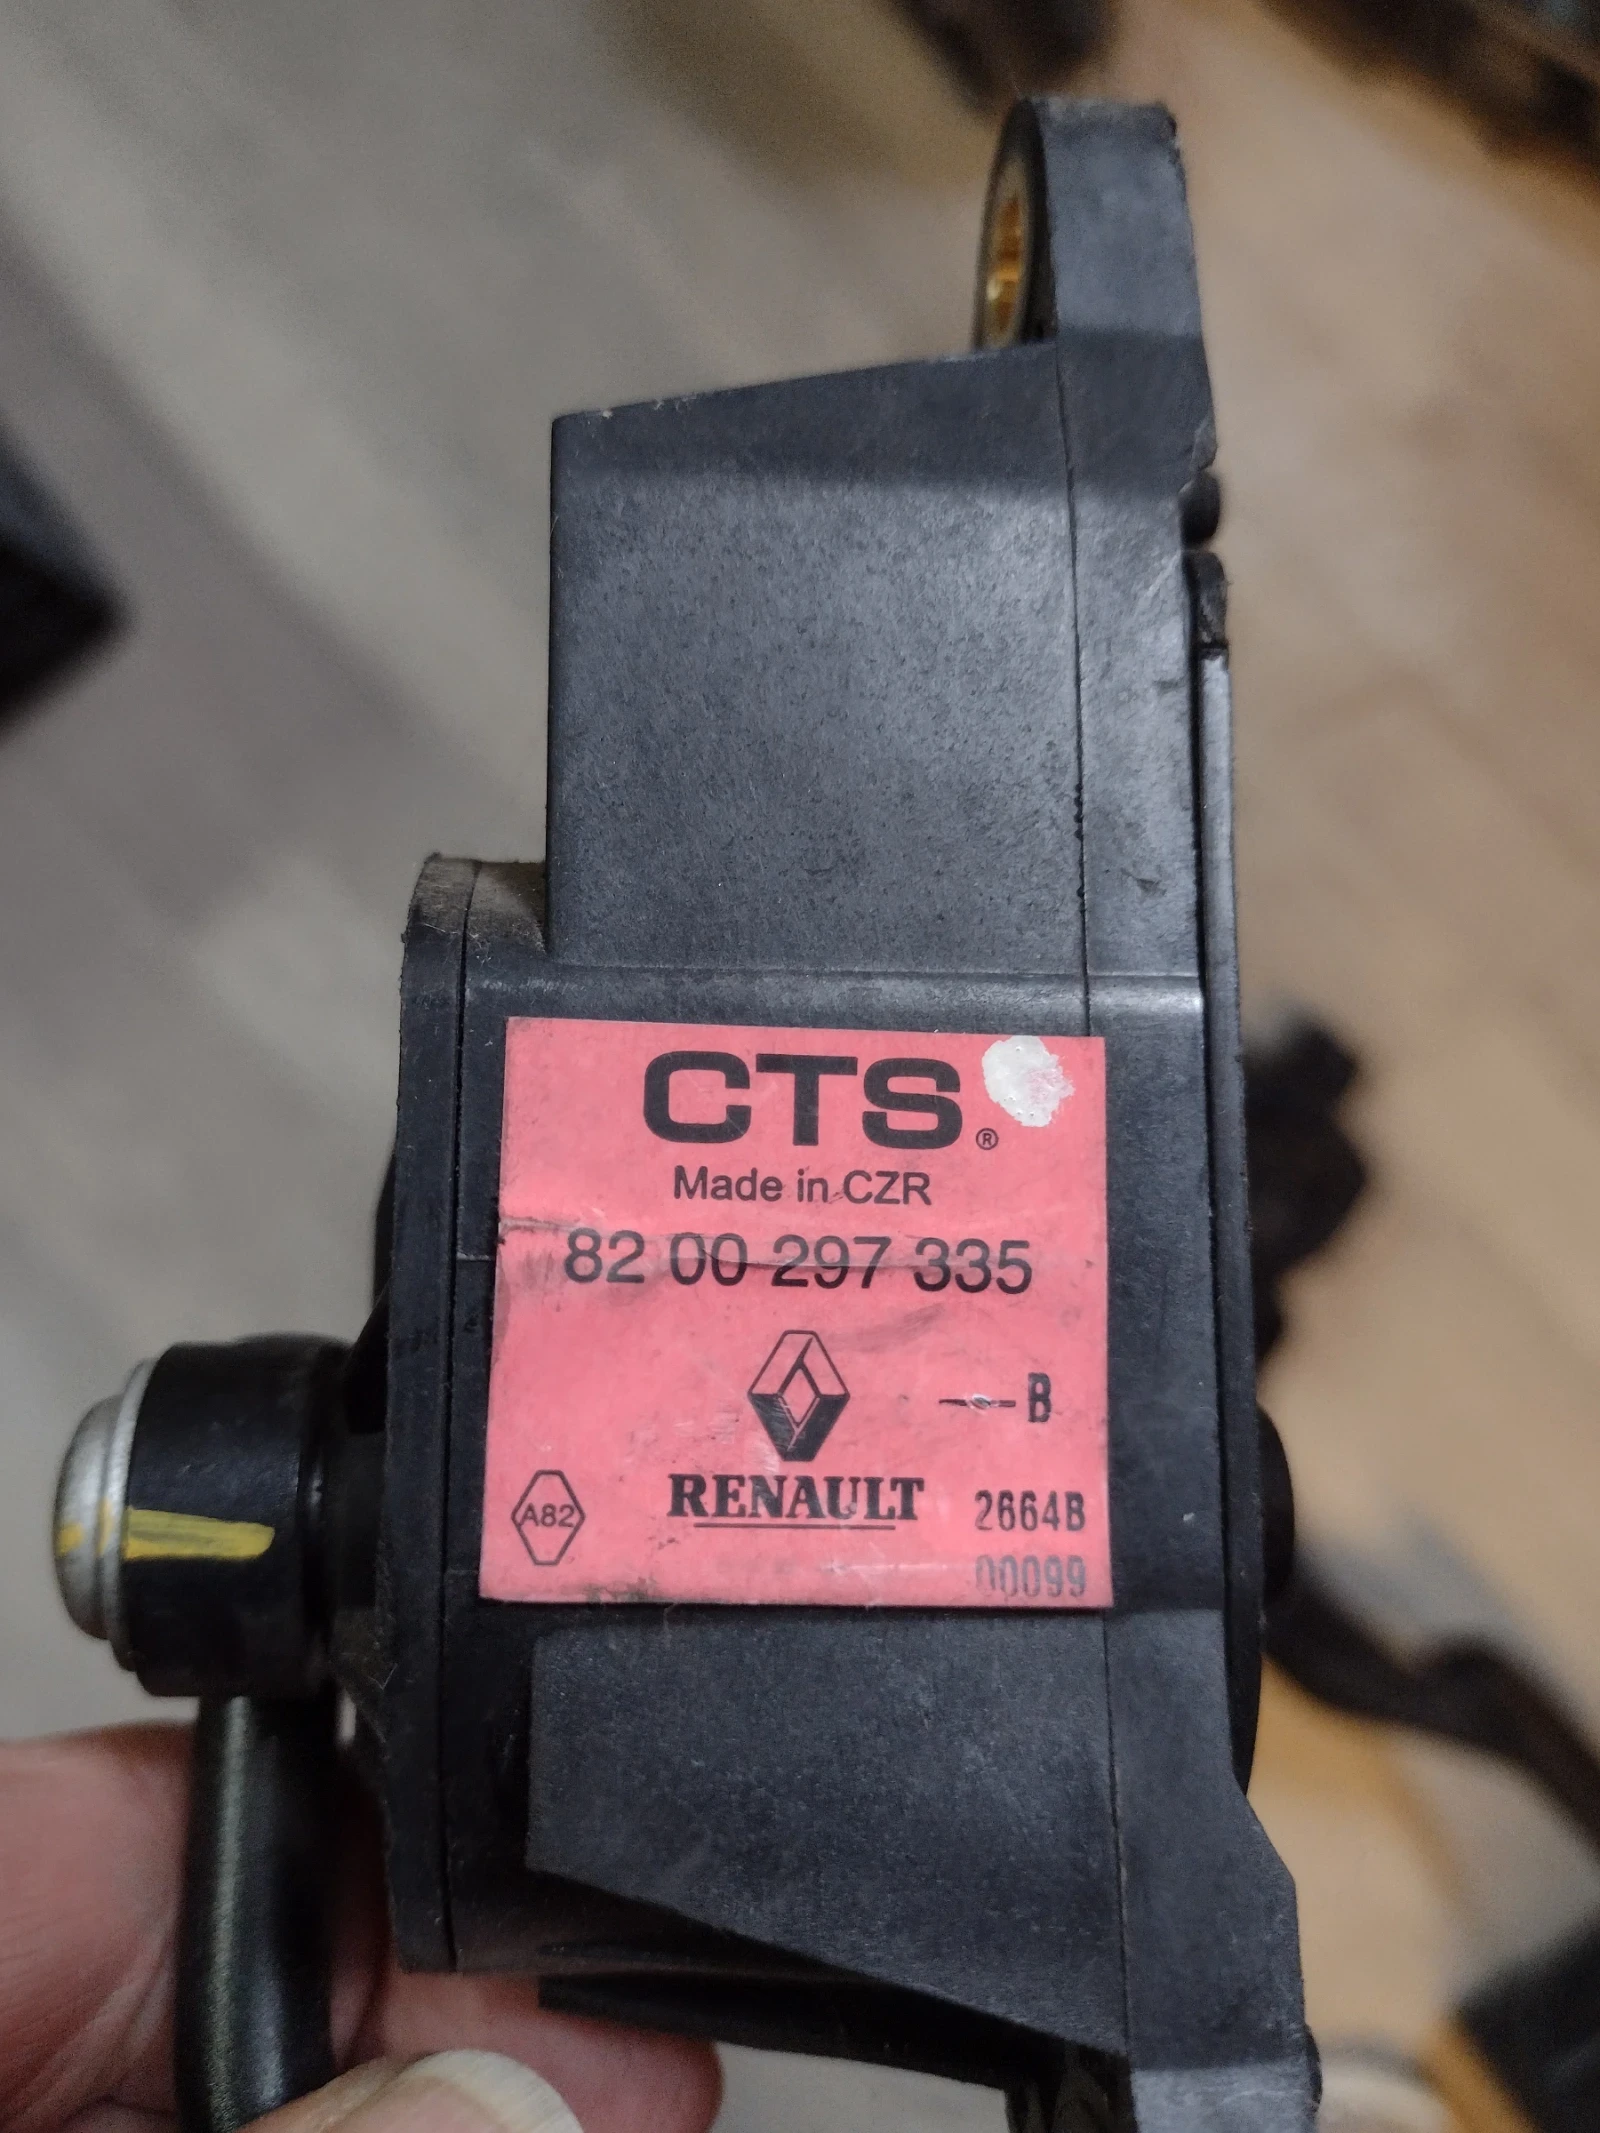 CTS®
Made in CZR
82 00 297 335
B
A82
RENAULT
2664B
00099